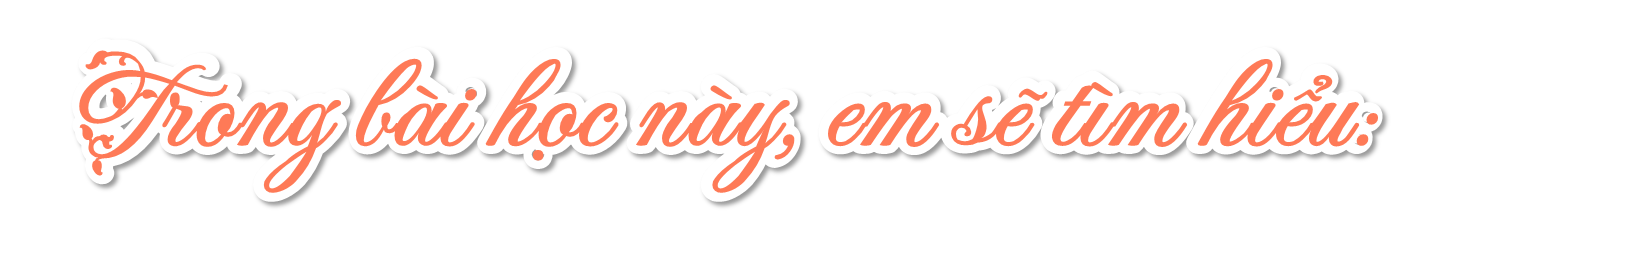 Trong bài học này, em sẽ tìm hiểu: